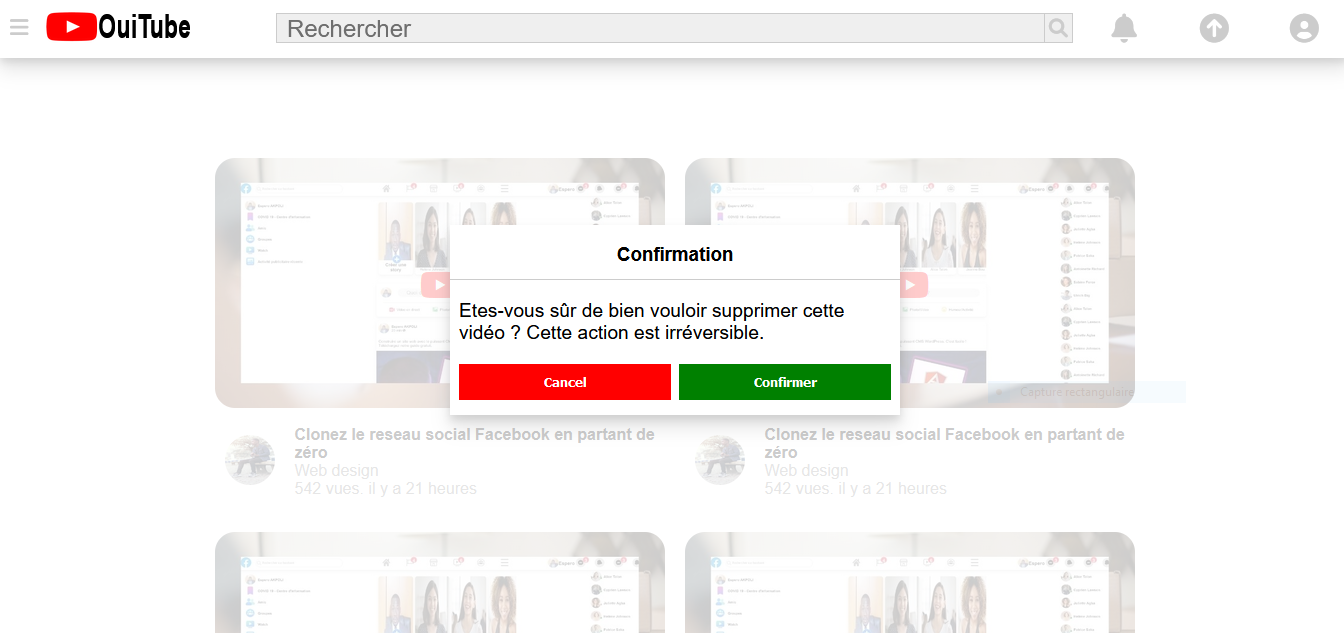 OuiTube
Rechercher
Confirmation
Etes-vous sûr de bien vouloir supprimer cette
vidéo ? Cette action est irréversible.
Cancel
Confirmer
Capture rectangulaire
Clonez le reseau social Facebook en partant de
zéro
Web design
542 vues. il y a 21 heures
Clonez le reseau social Facebook en partant de
zéro
Web design
542 vues. il y a 21 heures